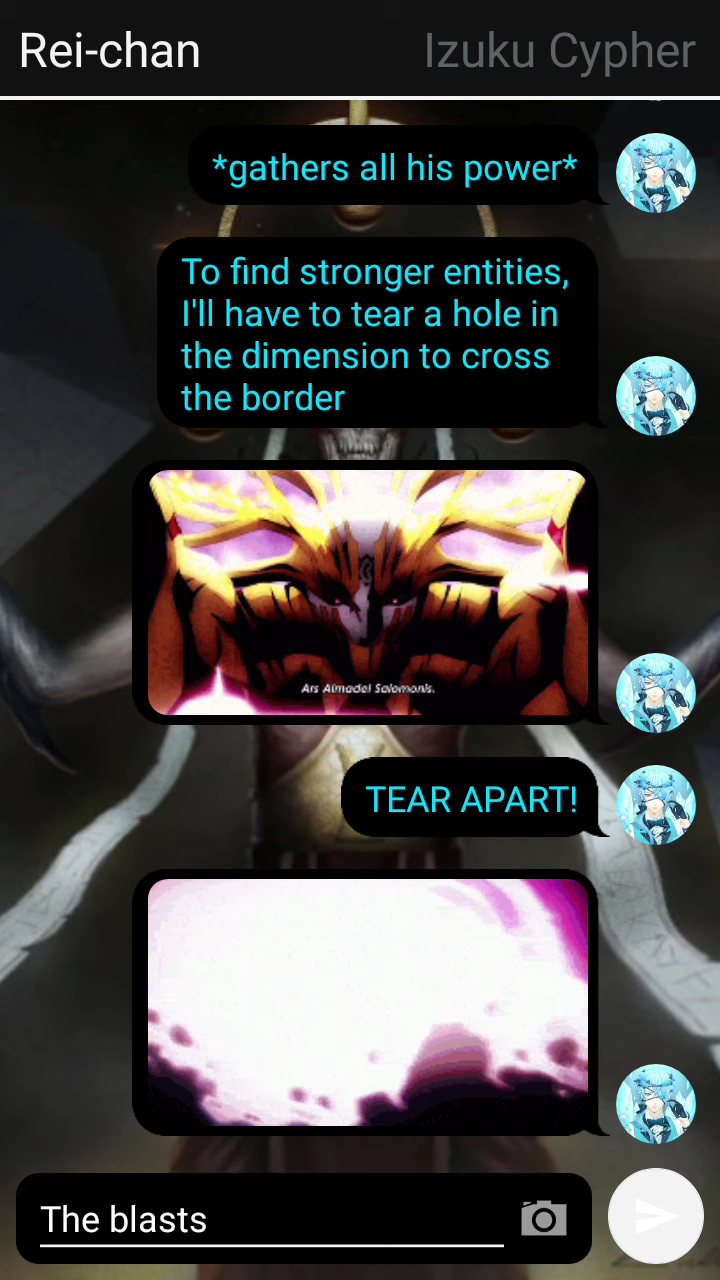 Rei-chan
Izuku Cypher
*gathers all his power*
To find stronger entities,
I'll have to tear a hole in
the dimension to cross
the border
Ars Almadel Salomonis.
TEAR APART!
The blasts